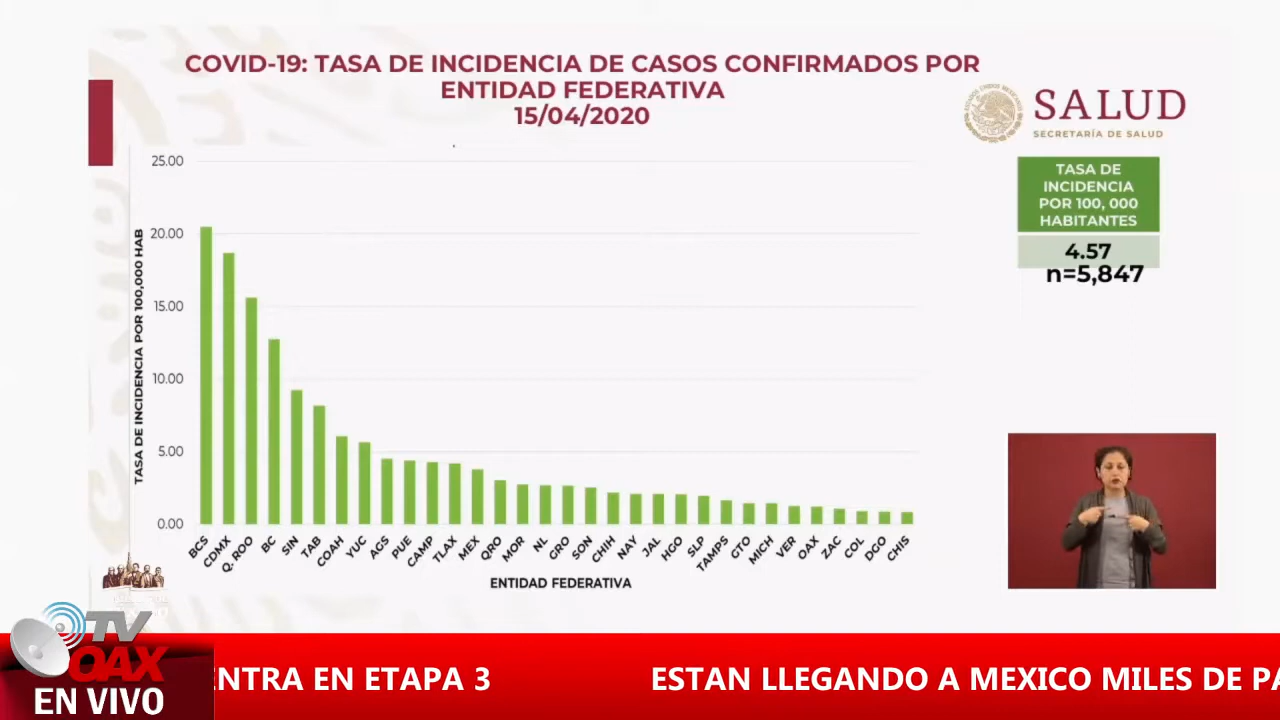 COVID-19: TASA DE INCIDENCIA DE CASOS CONFIRMADOS POR
ENTIDAD FEDERATIVA
15/04/2020
SALUD
SECRETARÍA DE SALUD
TASA DE
INCIDENCIA
POR 100, 000
HABITANTES
4.57
n=5,847
TASA DE INCIDENCIA POR 100,000 HAB
25.00
20.00
15.00
10.00
5.00
0.00
BCS
CDMX
Q. ROO
BC
SIN
TAB
COAH
YUC
AGS
PUE
CAMP
TLAX
MEX
QRO
MOR
NL
GRO
SON
CHIH
NAY
JAL
HGO
SLP
TAMPS
GTO
MICH
VER
OAX
ZAC
COL
DGO
CHIS
ENTIDAD FEDERATIVA
TV
OAX
EN VIVO
ENTRA EN ETAPA 3
ESTAN LLEGANDO A MEXICO MILES DE PA